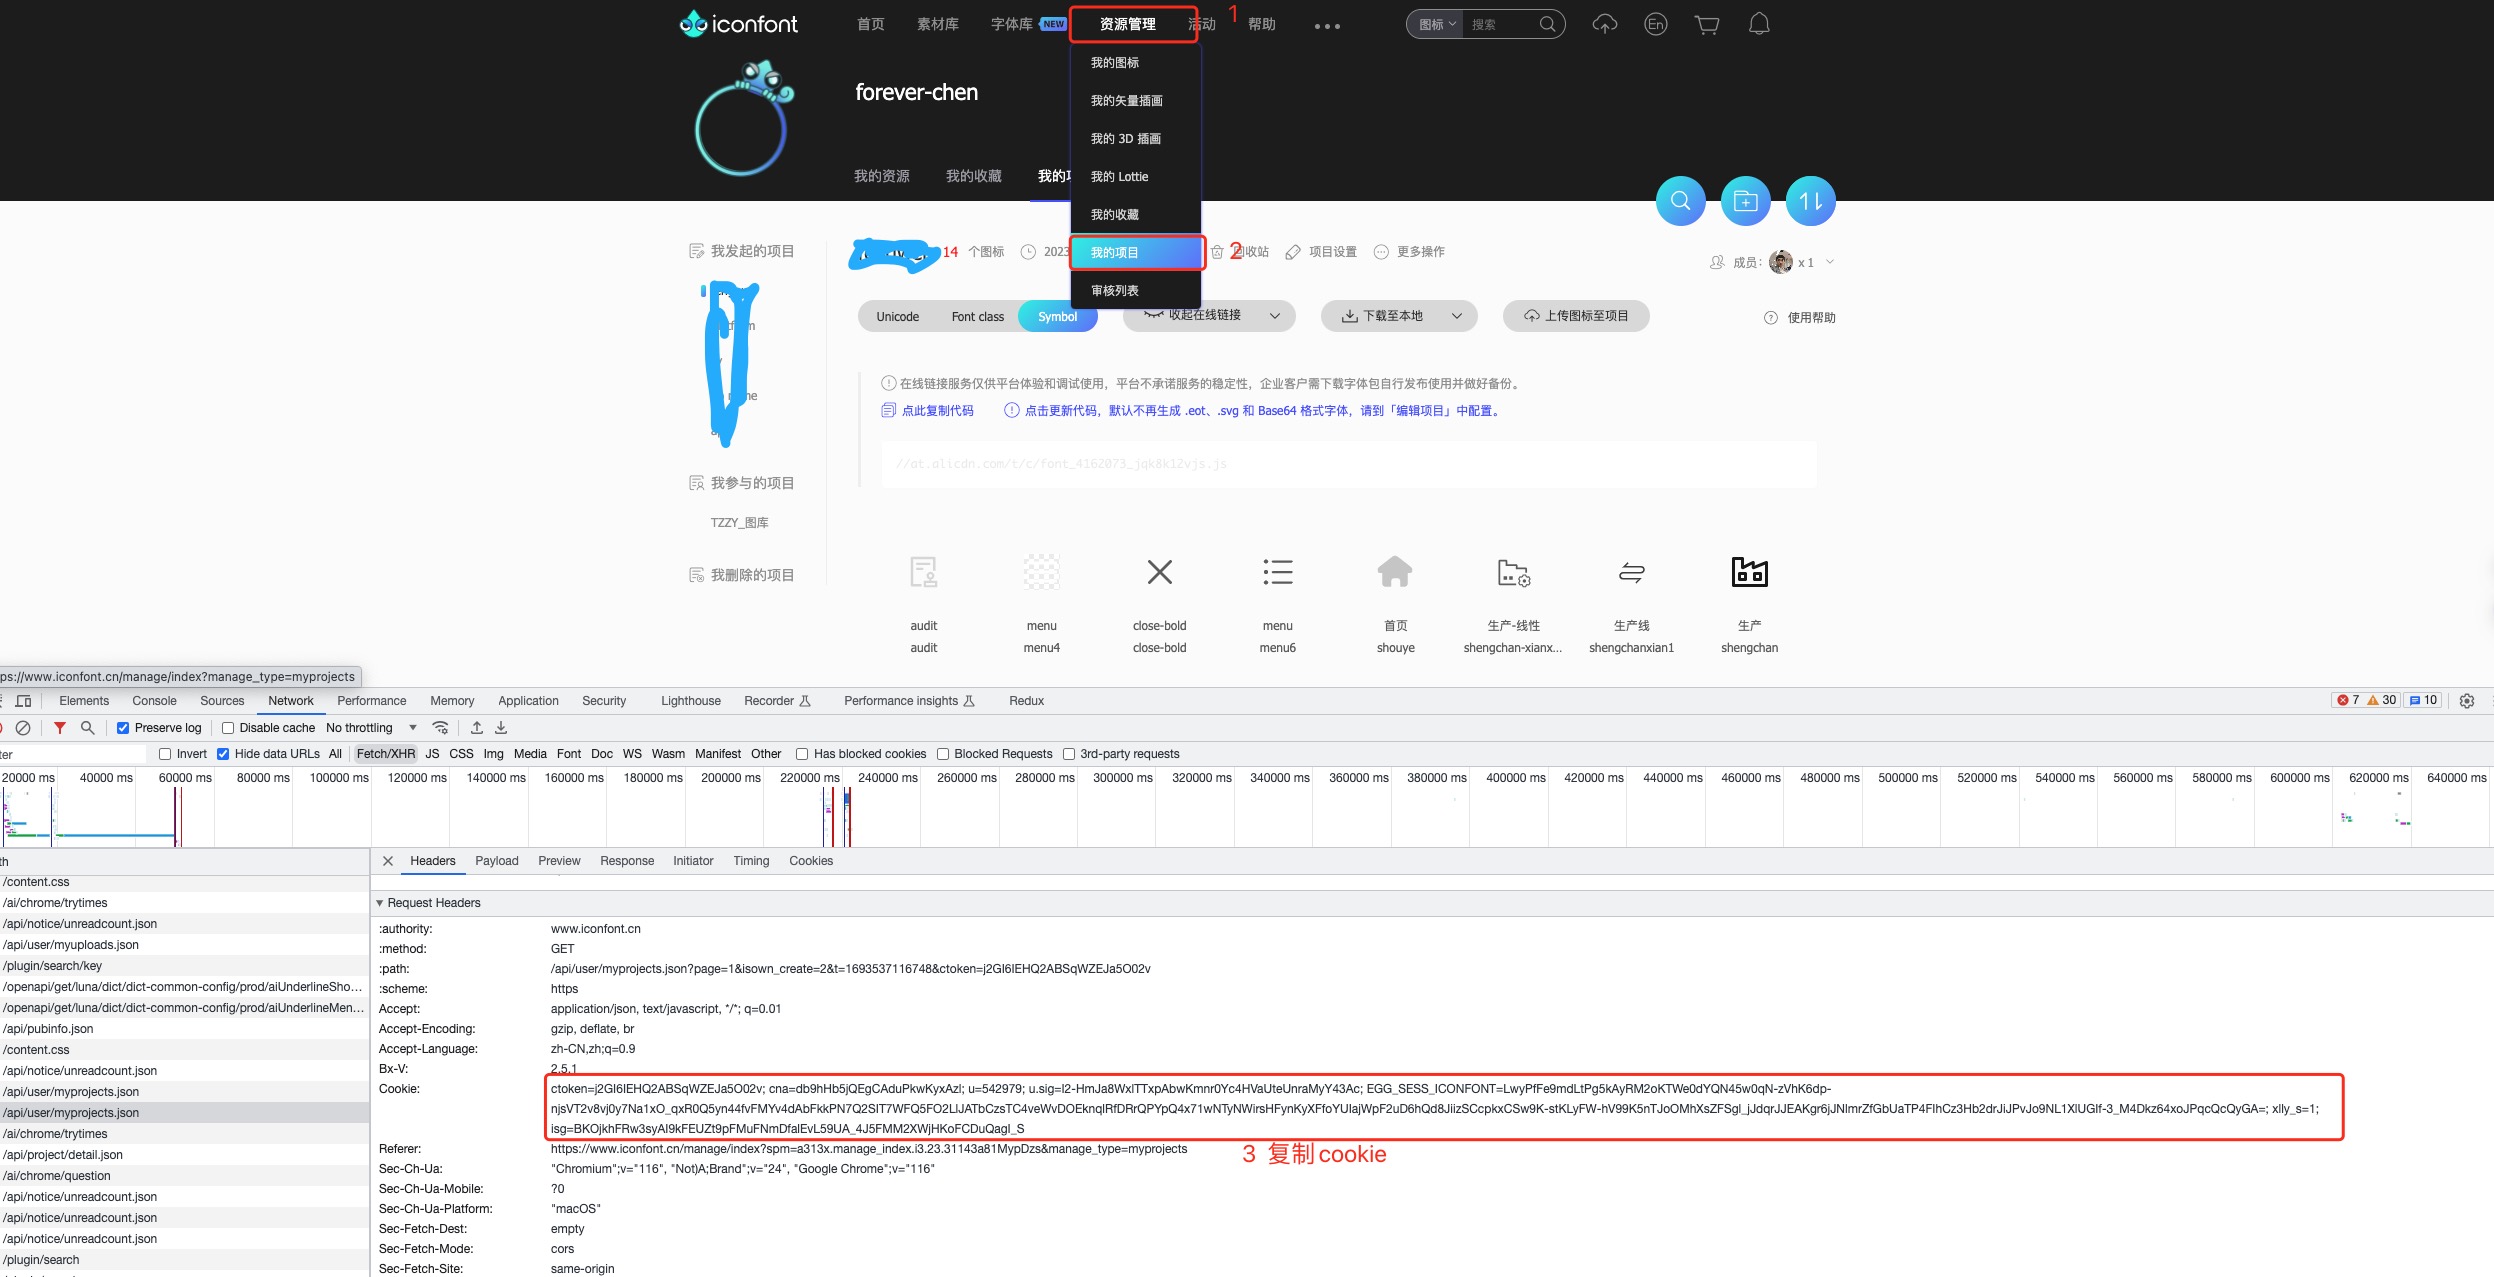 iconfont 首页 素材库 字体库 NEW 资源管理 活动 1 帮助 图标 搜索 En
我的图标
forever-chen
我的矢量插画
我的 3D 插画
我的资源 我的收藏 我的
我的 Lottie
我的收藏
我发起的项目
14 个图标 2023
我的项目
2 回收站 项目设置 更多操作
成员: x 1
审核列表
Unicode Font class Symbol 收起在线链接 下载至本地 上传图标至项目 使用帮助
在线链接服务仅供平台体验和调试使用，平台不承诺服务的稳定性，企业客户需下载字体包自行发布使用并做好备份。
点此复制代码 点击更新代码，默认不再生成 .eot、.svg 和 Base64 格式字体，请到「编辑项目」中配置。
//at.alicdn.com/t/c/font_4162073_jqk8k12vjs.js
我参与的项目
TZZY_图库
我删除的项目
audit menu close-bold menu 首页 生产-线性 生产线 生产
audit menu4 close-bold menu6 shouye shengchan-xianx... shengchanxian1 shengchan
ps://www.iconfont.cn/manage/index?manage_type=myprojects
Elements Console Sources Network Performance Memory Application Security Lighthouse Recorder Performance insights Redux 7 30 10
Preserve log Disable cache No throttling
Invert Hide data URLs All Fetch/XHR JS CSS Img Media Font Doc WS Wasm Manifest Other Has blocked cookies Blocked Requests 3rd-party requests
20000 ms 40000 ms 60000 ms 80000 ms 100000 ms 120000 ms 140000 ms 160000 ms 180000 ms 200000 ms 220000 ms 240000 ms 260000 ms 280000 ms 300000 ms 320000 ms 340000 ms 360000 ms 380000 ms 400000 ms 420000 ms 440000 ms 460000 ms 480000 ms 500000 ms 520000 ms 540000 ms 560000 ms 580000 ms 600000 ms 620000 ms 640000 ms
Headers Payload Preview Response Initiator Timing Cookies
/content.css
/ai/chrome/trytimes
/api/notice/unreadcount.json
/api/user/myuploads.json
/plugin/search/key
/openapi/get/luna/dict/dict-common-config/prod/aiUnderlineSho...
/openapi/get/luna/dict/dict-common-config/prod/aiUnderlineMen...
/api/pubinfo.json
/content.css
/api/notice/unreadcount.json
/api/user/myprojects.json
/api/user/myprojects.json
/ai/chrome/trytimes
/api/project/detail.json
/ai/chrome/question
/api/notice/unreadcount.json
/api/notice/unreadcount.json
/api/notice/unreadcount.json
/plugin/search
Request Headers
:authority: www.iconfont.cn
:method: GET
:path: /api/user/myprojects.json?page=1&isown_create=2&t=1693537116748&ctoken=j2GI6IEHQ2ABSqWZEJa5O02v
:scheme: https
Accept: application/json, text/javascript, */*; q=0.01
Accept-Encoding: gzip, deflate, br
Accept-Language: zh-CN,zh;q=0.9
Bx-V: 2.5.1
Cookie: ctoken=j2GI6IEHQ2ABSqWZEJa5O02v; cna=db9hHb5jQEgCAduPkwKyxAzl; u=542979; u.sig=l2-HmJa8WxlTTxpAbwKmnr0Yc4HVaUteUnraMyY43Ac; EGG_SESS_ICONFONT=LwyPfFe9mdLtPg5kAyRM2oKTWe0dYQN45w0qN-zVhK6dp-
njsVT2v8vj0y7Na1xO_qxR0Q5yn44fvFMYv4dAbFkkPN7Q2SIT7WFQ5FO2LlJATbCzsTC4veWvDOEknqlRfDRrQPYpQ4x71wNTyNWirsHFynKyXFfoYUIajWpF2uD6hQd8JiizSCcpkxCSw9K-stKLyFW-hV99K5nTJoOMhXsZFSgl_jJdqrJJEAKgr6jJNlmrZfGbUaTP4FIhCz3Hb2drJiJPvJo9NL1XlUGIf-3_M4Dkz64xoJPqcQcQyGA=; xlly_s=1;
isg=BKOjkhFRw3syAI9kFEUZt9pFMuFNmDfalEvL59UA_4J5FMM2XWjHKoFCDuQagI_S
Referer: https://www.iconfont.cn/manage/index?spm=a313x.manage_index.i3.23.31143a81MypDzs&manage_type=myprojects
3 复制cookie
Sec-Ch-Ua: "Chromium";v="116", "Not)A;Brand";v="24", "Google Chrome";v="116"
Sec-Ch-Ua-Mobile: ?0
Sec-Ch-Ua-Platform: "macOS"
Sec-Fetch-Dest: empty
Sec-Fetch-Mode: cors
Sec-Fetch-Site: same-origin